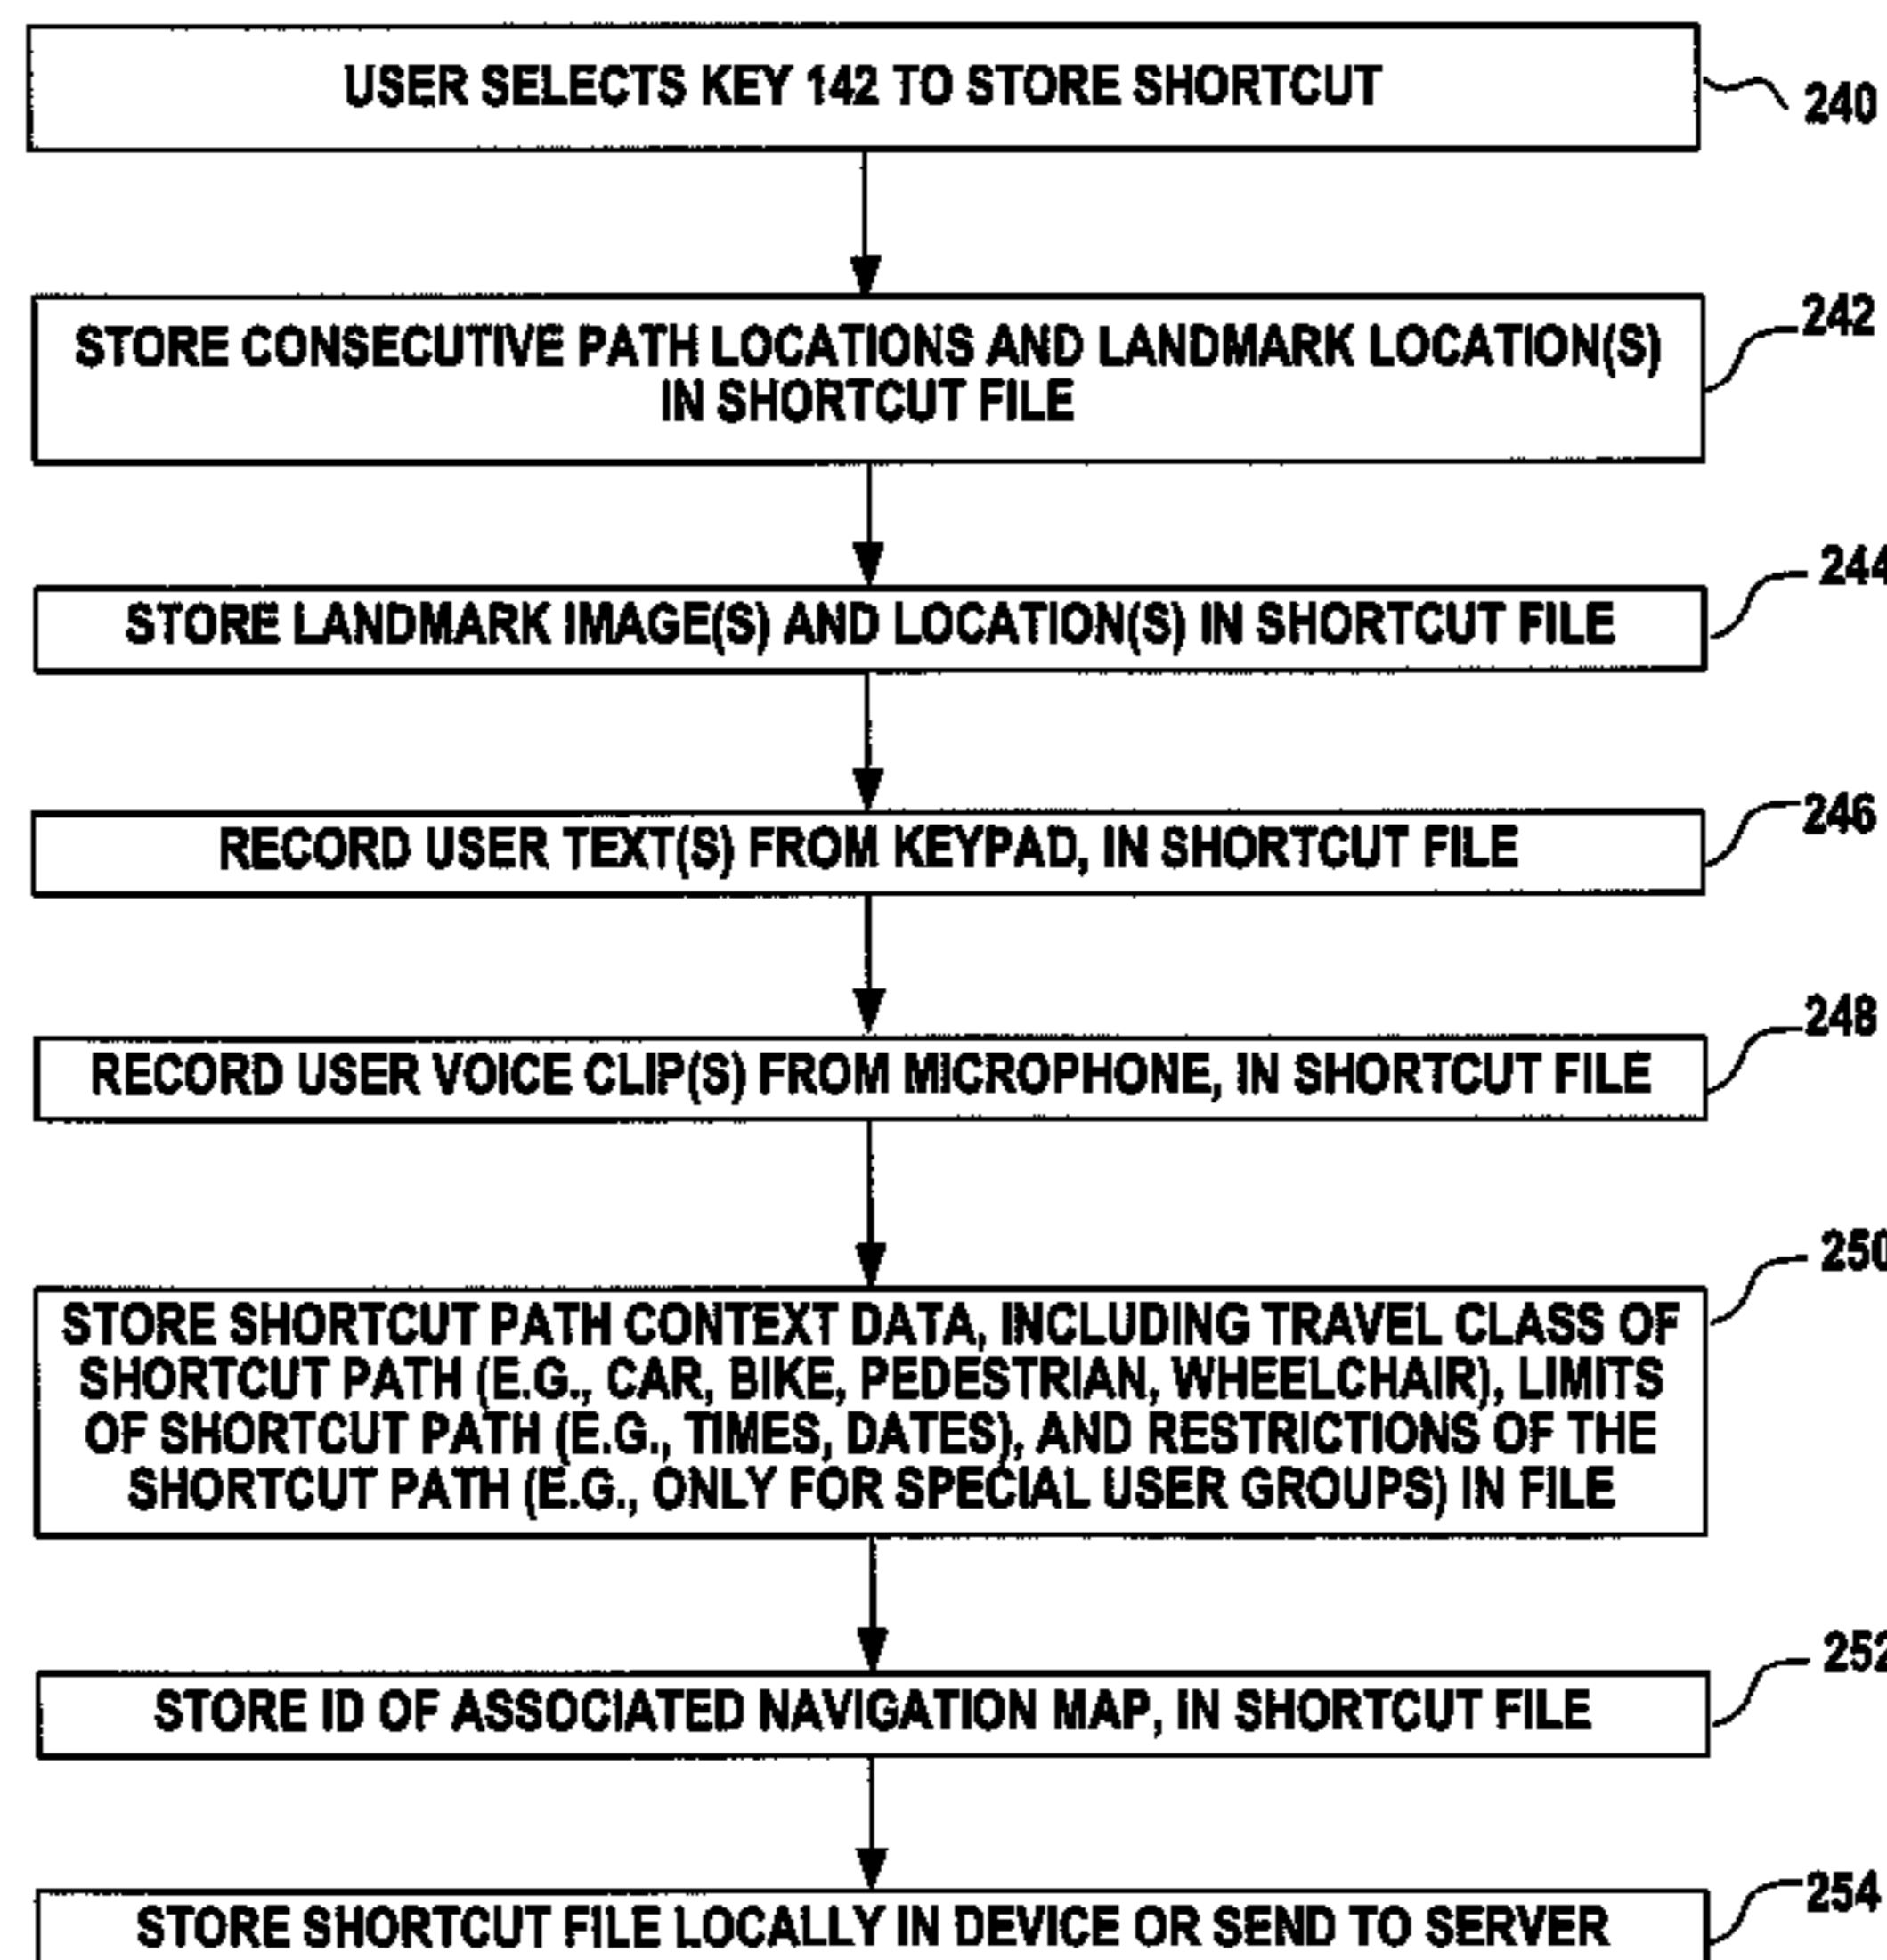 USER SELECTS KEY 142 TO STORE SHORTCUT
240
STORE CONSECUTIVE PATH LOCATIONS AND LANDMARK LOCATION(S)
IN SHORTCUT FILE
242
STORE LANDMARK IMAGE(S) AND LOCATION(S) IN SHORTCUT FILE
244
RECORD USER TEXT(S) FROM KEYPAD, IN SHORTCUT FILE
246
RECORD USER VOICE CLIP(S) FROM MICROPHONE, IN SHORTCUT FILE
248
STORE SHORTCUT PATH CONTEXT DATA, INCLUDING TRAVEL CLASS OF
SHORTCUT PATH (E.G., CAR, BIKE, PEDESTRIAN, WHEELCHAIR), LIMITS
OF SHORTCUT PATH (E.G., TIMES, DATES), AND RESTRICTIONS OF THE
SHORTCUT PATH (E.G., ONLY FOR SPECIAL USER GROUPS) IN FILE
250
STORE ID OF ASSOCIATED NAVIGATION MAP, IN SHORTCUT FILE
252
STORE SHORTCUT FILE LOCALLY IN DEVICE OR SEND TO SERVER
254